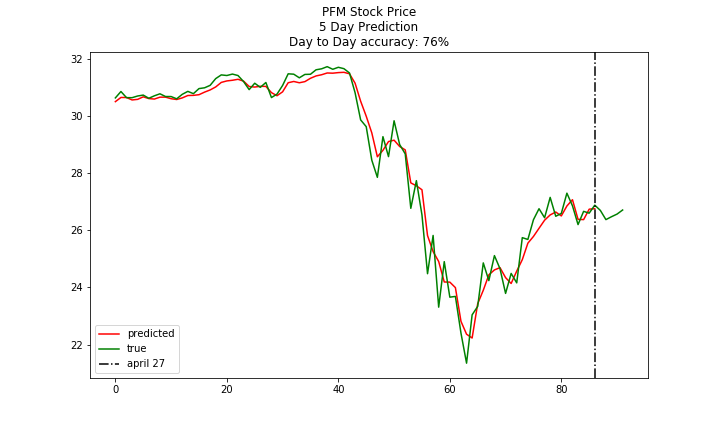 PFM Stock Price
5 Day Prediction
Day to Day accuracy: 76%
32
30
28
26
24
22
predicted
true
april 27
0 20 40 60 80